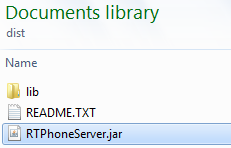 Documents library
dist
Name
lib
README.TXT
RTPhoneServer.jar